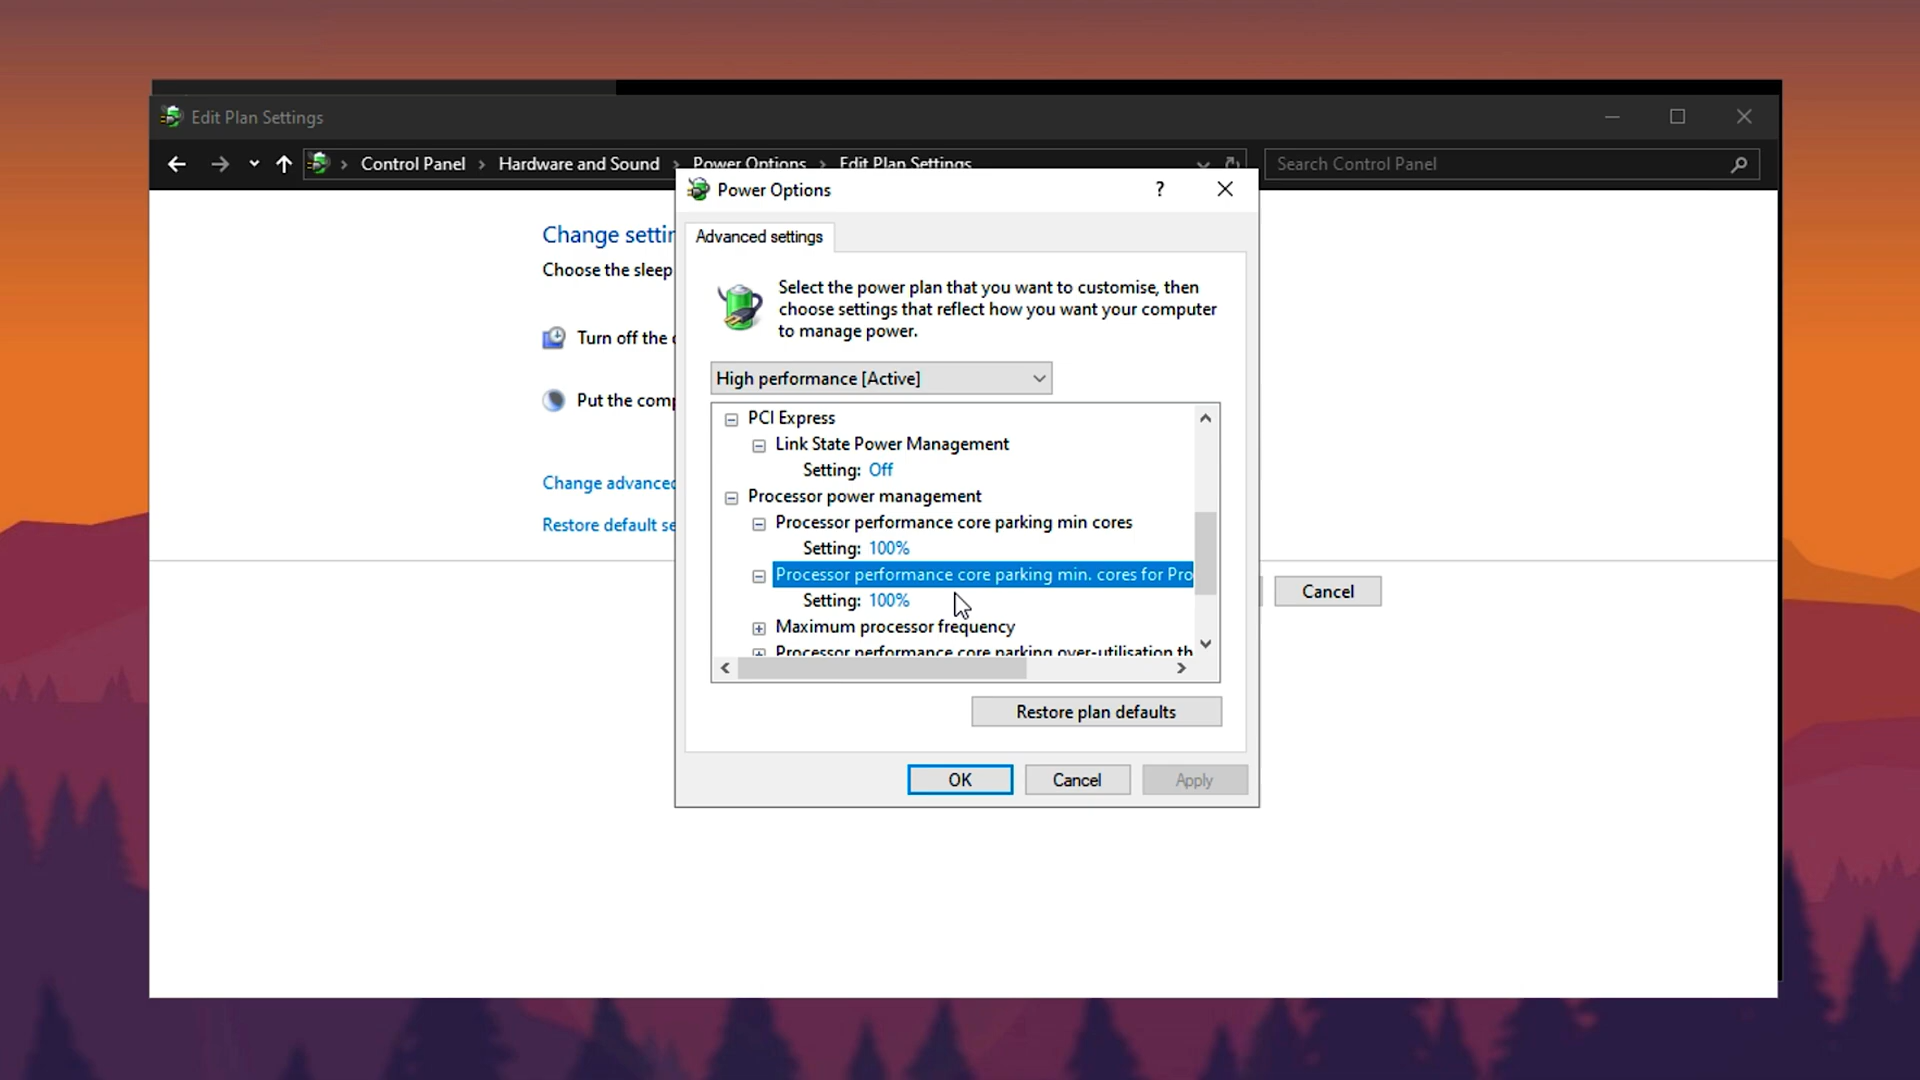 Edit Plan Settings
Control Panel > Hardware and Sound > Power Options > Edit Plan Settings
Search Control Panel
Power Options
?
Advanced settings
Change settin
Choose the sleep
Turn off the
Put the comp
Change advanced
Restore default se
Select the power plan that you want to customise, then
choose settings that reflect how you want your computer
to manage power.
High performance [Active]
PCI Express
Link State Power Management
Setting: Off
Processor power management
Processor performance core parking min cores
Setting: 100%
Processor performance core parking min. cores for Pro
Setting: 100%
Maximum processor frequency
Processor performance core parking over-utilisation th
Restore plan defaults
OK
Cancel
Apply
Cancel